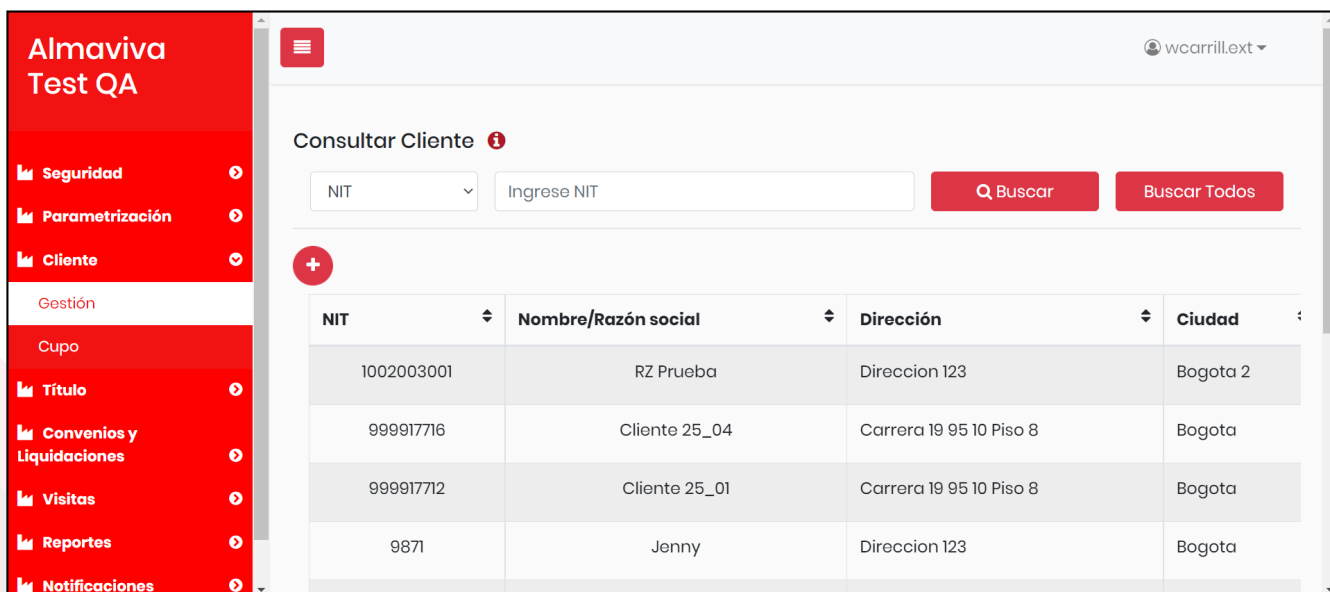 Almaviva
Test QA
wcarrill.ext
Seguridad
Parametrización
Cliente
Gestión
Cupo
Título
Convenios y
Liquidaciones
Visitas
Reportes
Notificaciones
Consultar Cliente
NIT Ingrese NIT Buscar Buscar Todos
NIT Nombre/Razón social Dirección Ciudad
1002003001 RZ Prueba Direccion 123 Bogota 2
999917716 Cliente 25_04 Carrera 19 95 10 Piso 8 Bogota
999917712 Cliente 25_01 Carrera 19 95 10 Piso 8 Bogota
9871 Jenny Direccion 123 Bogota